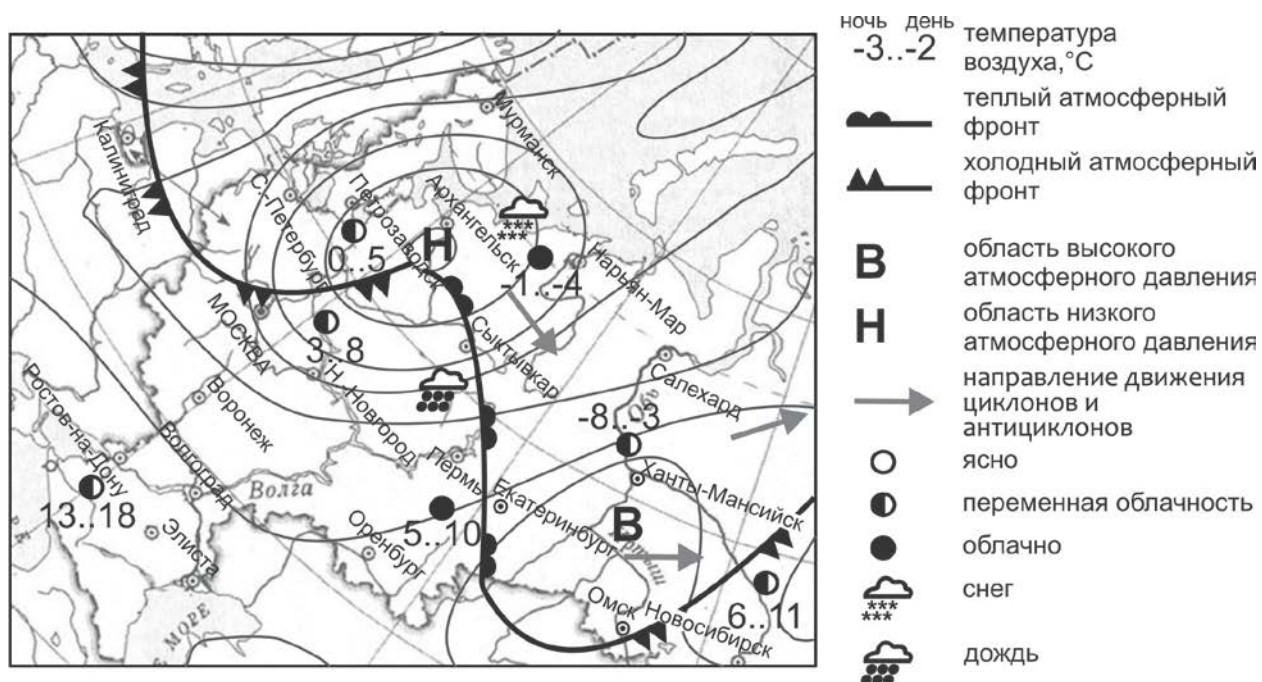 Мурманск
Калининград
С-Петербург
Петрозаводск
Архангельск
Н
0..5
-1..-4
Нарьян-Мар
МОСКВА
3..8
Сыктывкар
Салехард
Обь
Н-Новгород
Воронеж
Ростов-на-Дону
Волгоград
-8..-3
Пермь
Ханты-Мансийск
Волга
Екатеринбург
В
Иртыш
13..18
Элиста
Оренбург
5..10
Омск
Новосибирск
6..11
МОРЕ
ночь день
-3..-2
температура
воздуха,°С
теплый атмосферный
фронт
холодный атмосферный
фронт
В
область высокого
атмосферного давления
Н
область низкого
атмосферного давления
направление движения
циклонов и
антициклонов
ясно
переменная облачность
облачно
снег
дождь